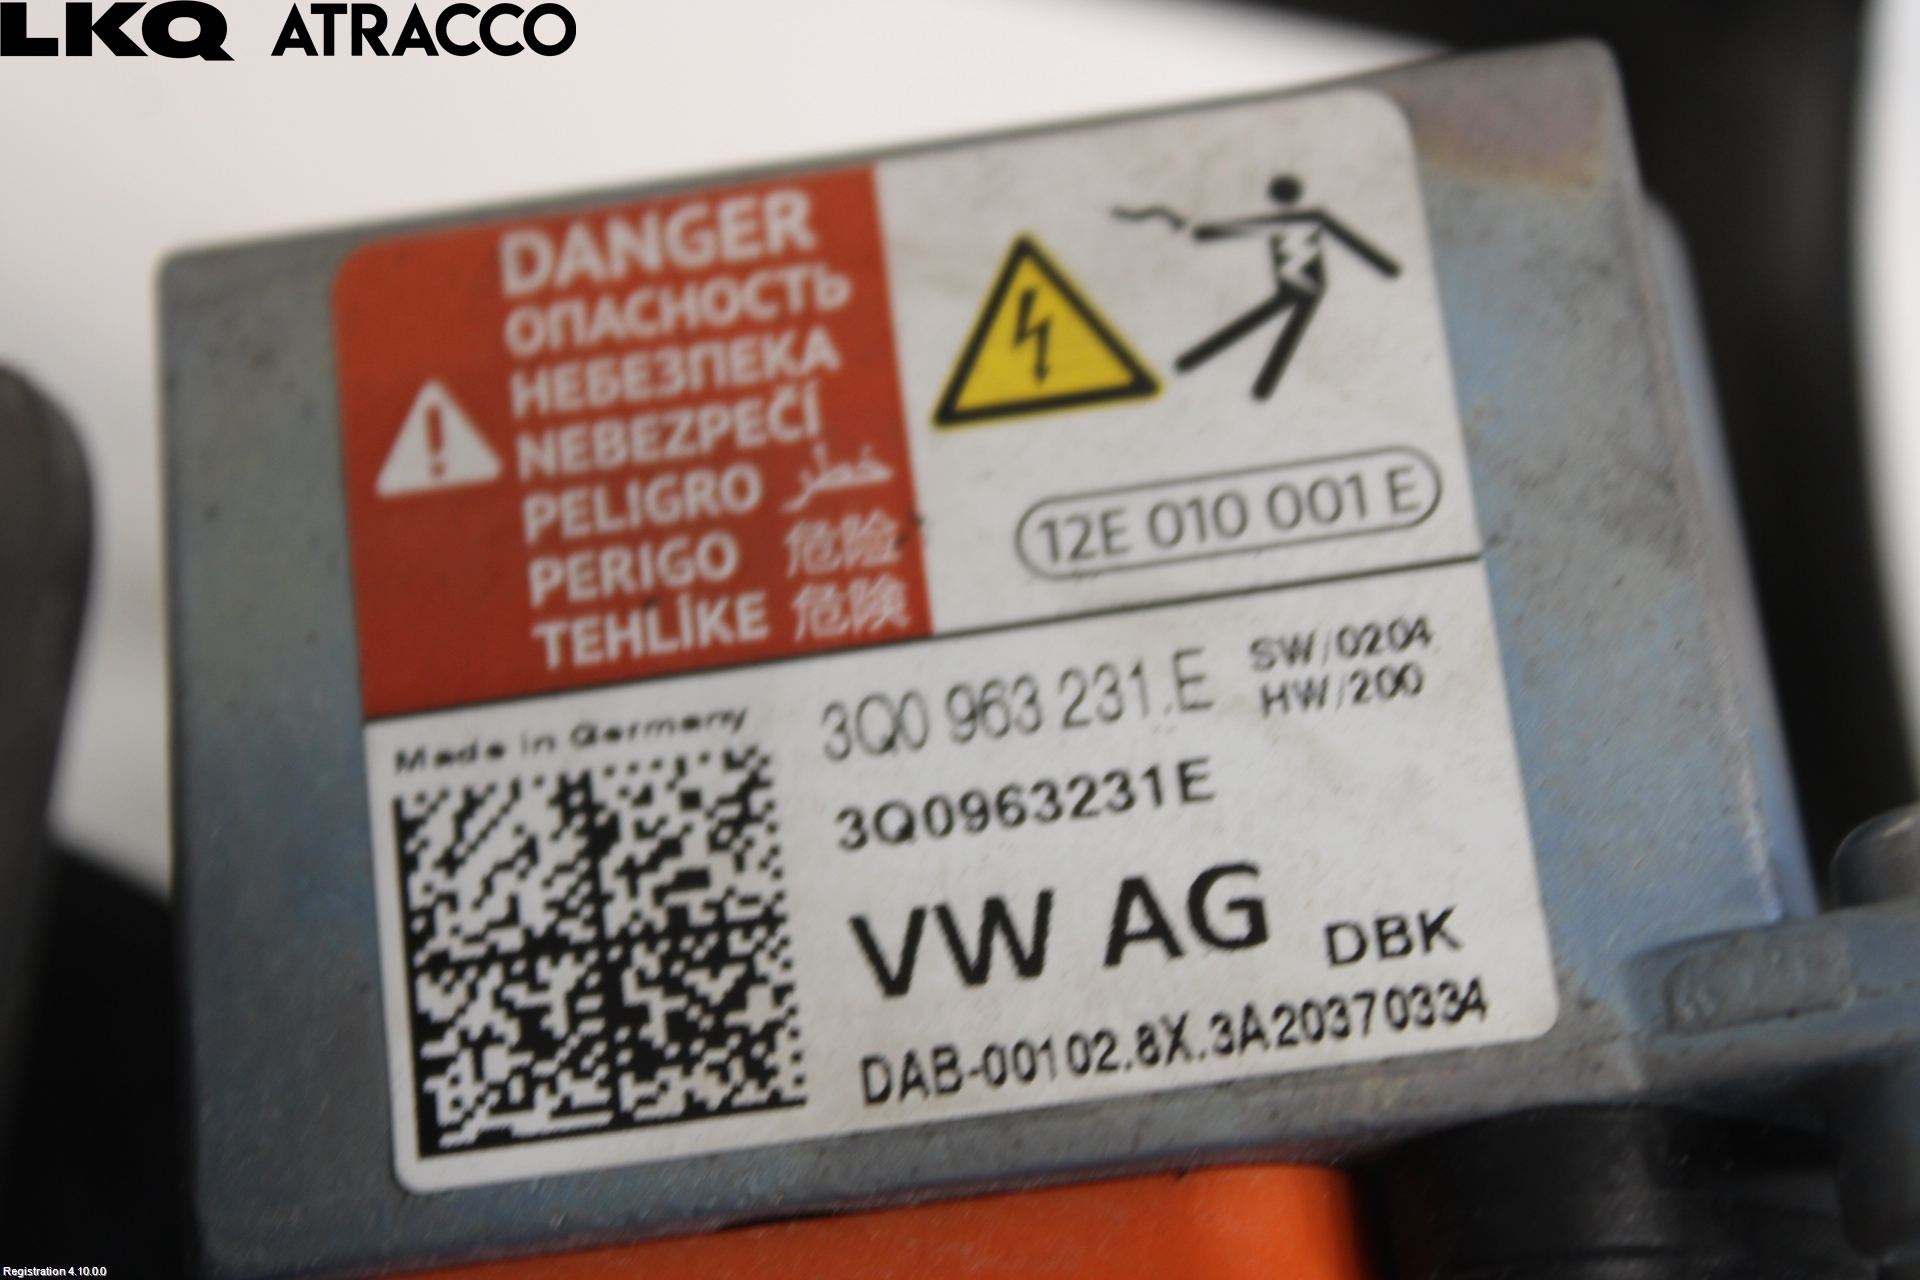 LKQ ATRACCO
DANGER
ОПАСНОСТЬ
НЕБЕЗПЕКА
NEBEZPEČÍ
PELIGRO خطر
PERIGO 危险
TEHLİKE 危険
12E 010 001 E
Made in Germany
3Q0 963 231.E
SW/0204
HW/200
3Q0963231E
VW AG DBK
DAB-00102.8X.3A20370334
Registration 4.10.0.0